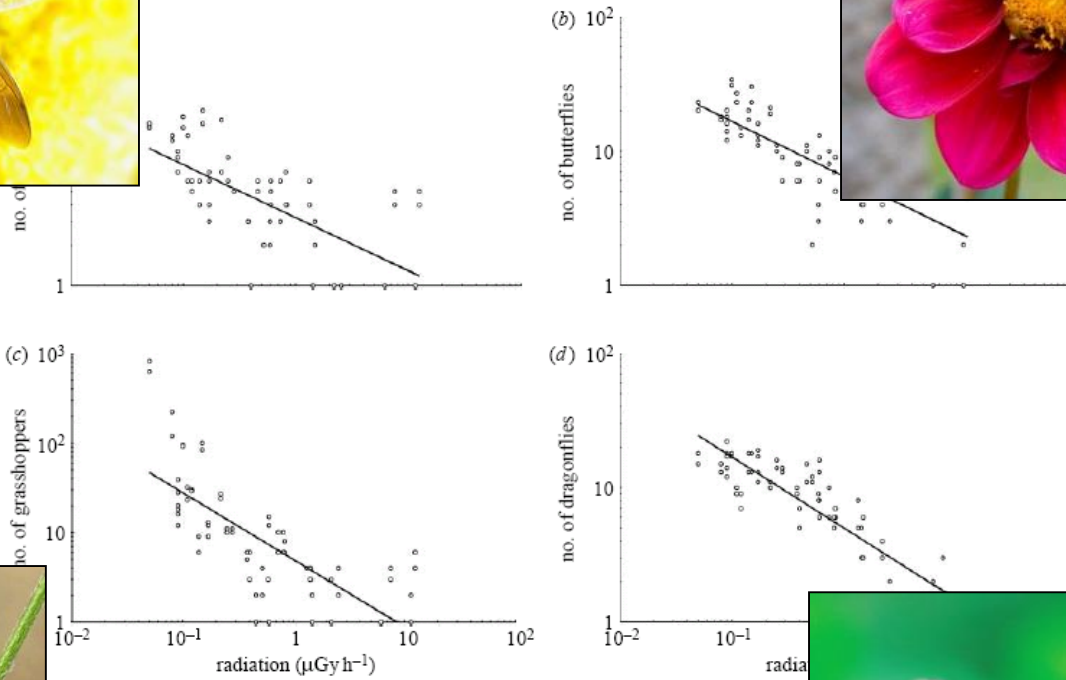 (b) 10²
no. of butterflies
10
1
no. of
1
(c) 10³
no. of grasshoppers
10²
10
1
10⁻² 10⁻¹ 1 10 10²
radiation (μGy h⁻¹)
(d) 10²
no. of dragonflies
10
1
10⁻² 10⁻¹